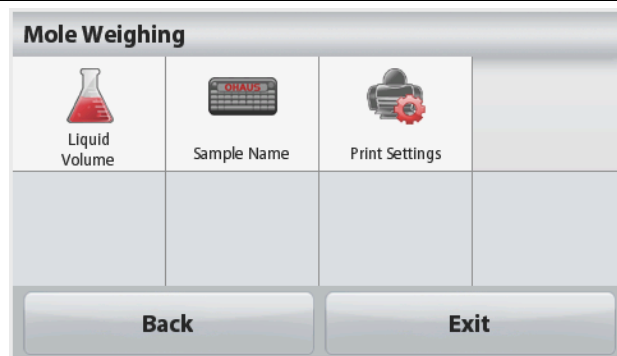 Mole Weighing
OHAUS
Liquid
Volume
Sample Name
Print Settings
Back
Exit